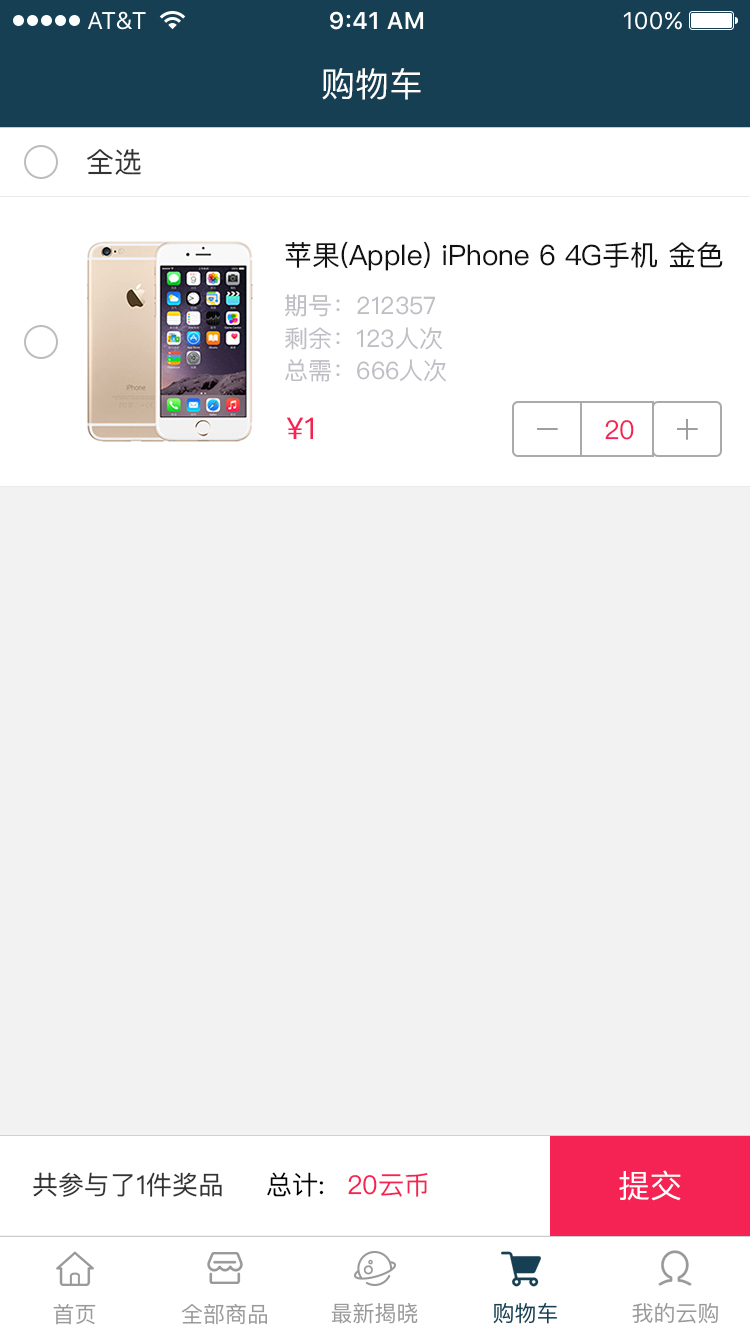 AT&T 9:41 AM 100%
购物车
全选
苹果(Apple) iPhone 6 4G手机 金色
期号：212357
剩余：123人次
总需：666人次
¥1
20
iPhone
共参与了1件奖品 总计: 20云币
提交
首页 全部商品 最新揭晓 购物车 我的云购